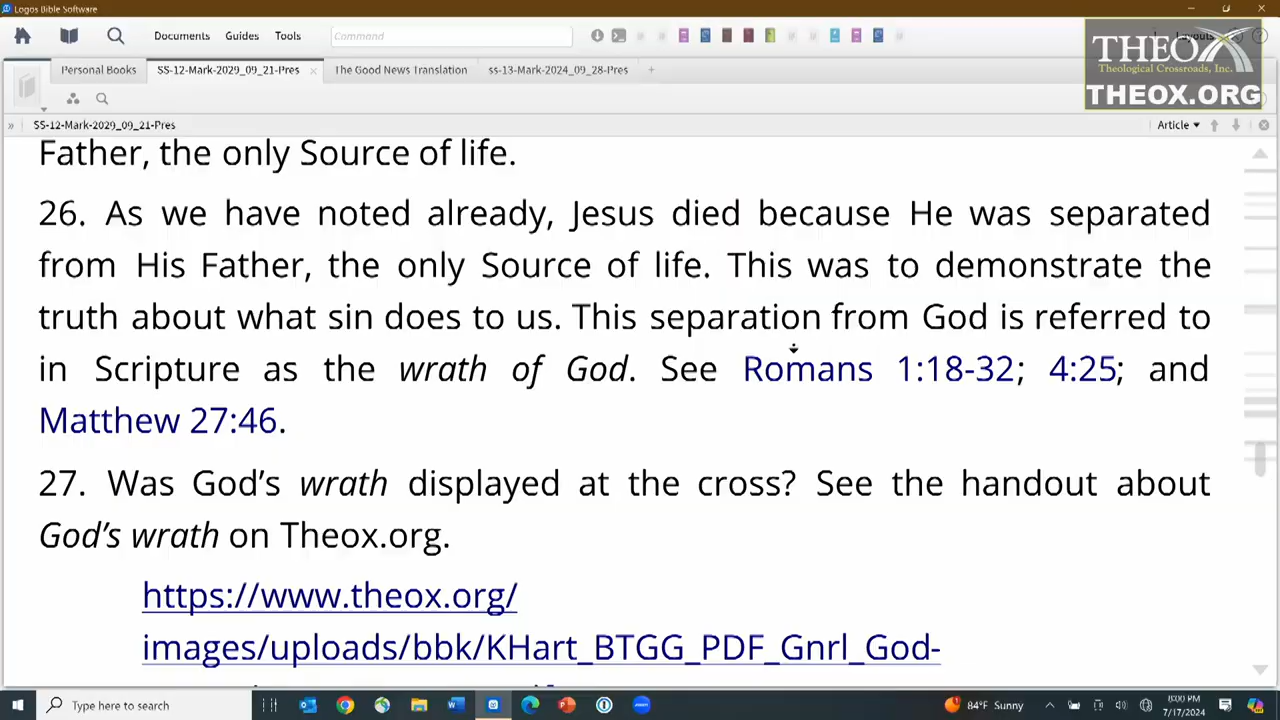 Logos Bible Software
Documents Guides Tools Command Layouts
THEOX
Theological Crossroads, Inc.
THEOX.ORG
Personal Books SS-12-Mark-2029_09_21-Pres The Good News Translation ss-1-Mark-2024_09_28-Pres
SS-12-Mark-2029_09_21-Pres Article
Father, the only Source of life.
26. As we have noted already, Jesus died because He was separated
from His Father, the only Source of life. This was to demonstrate the
truth about what sin does to us. This separation from God is referred to
in Scripture as the wrath of God. See Romans 1:18-32; 4:25; and
Matthew 27:46.
27. Was God’s wrath displayed at the cross? See the handout about
God’s wrath on Theox.org.
https://www.theox.org/
images/uploads/bbk/KHart_BTGG_PDF_Gnrl_God-
Type here to search
84°F Sunny
8:00 PM
7/17/2024